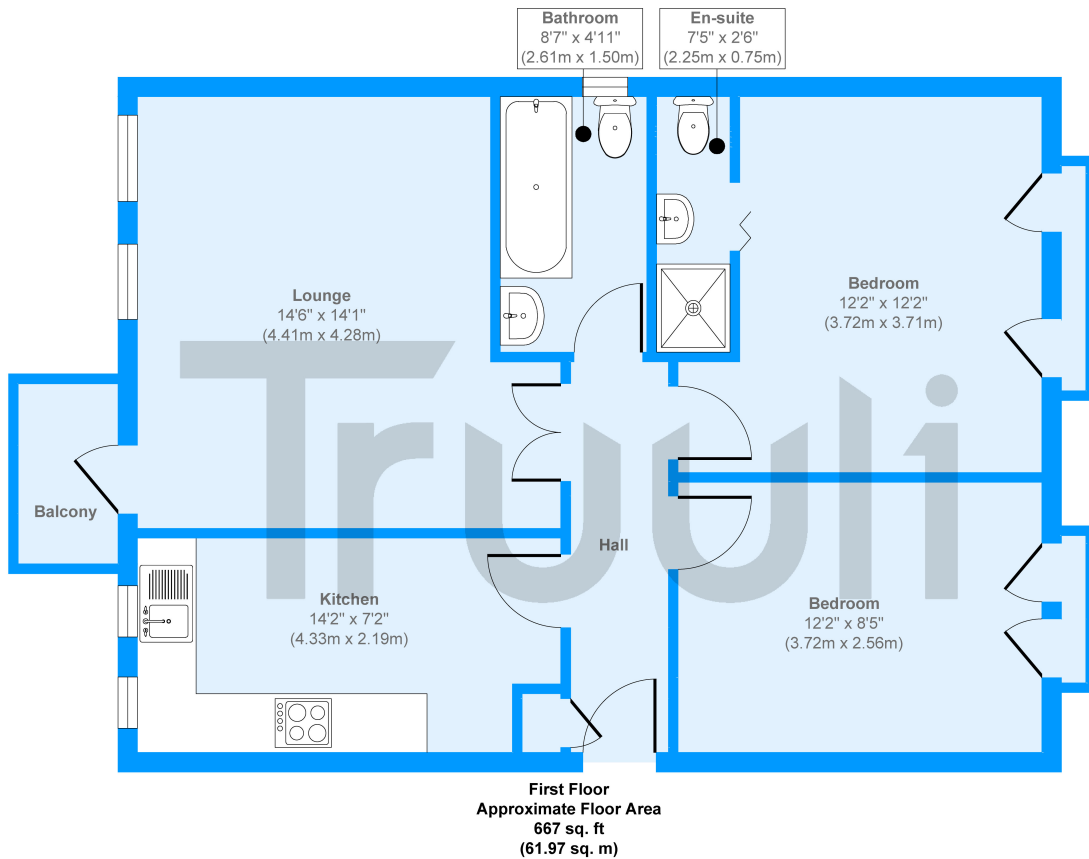 Bathroom
8'7" x 4'11"
(2.61m x 1.50m)
En-suite
7'5" x 2'6"
(2.25m x 0.75m)
Lounge
14'6" x 14'1"
(4.41m x 4.28m)
Bedroom
12'2" x 12'2"
(3.72m x 3.71m)
Truuli
Balcony
Hall
Kitchen
14'2" x 7'2"
(4.33m x 2.19m)
Bedroom
12'2" x 8'5"
(3.72m x 2.56m)
First Floor
Approximate Floor Area
667 sq. ft
(61.97 sq. m)